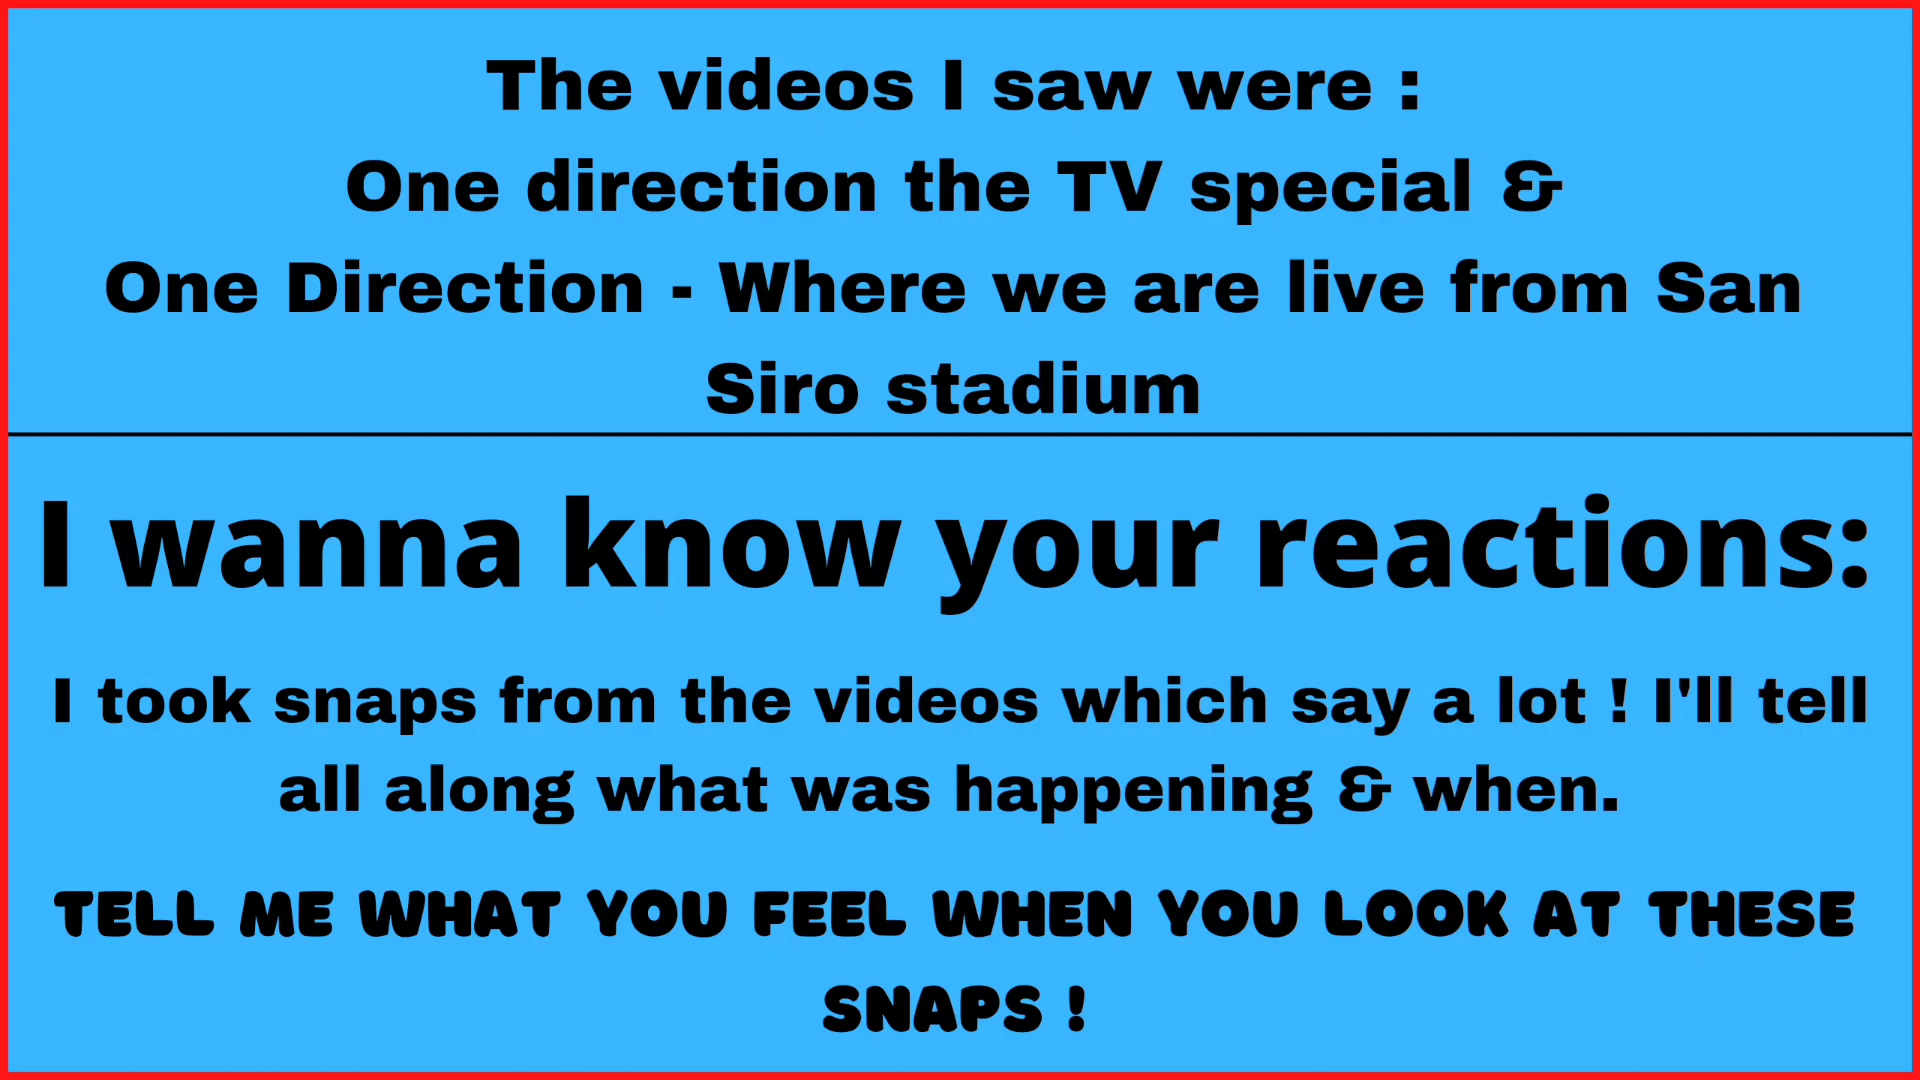 The videos I saw were :
One direction the TV special &
One Direction - Where we are live from San
Siro stadium
I wanna know your reactions:
I took snaps from the videos which say a lot ! I'll tell
all along what was happening & when.
TELL ME WHAT YOU FEEL WHEN YOU LOOK AT THESE
SNAPS !